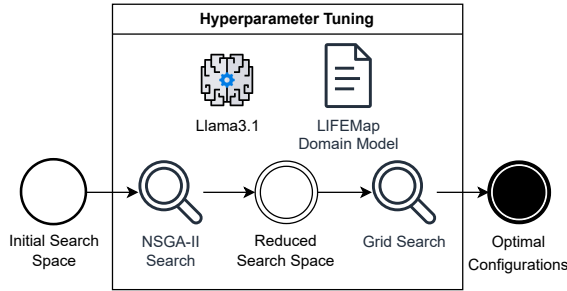 Hyperparameter Tuning
Llama3.1
LIFEMap
Domain Model
Initial Search
Space
NSGA-II
Search
Reduced
Search Space
Grid Search
Optimal
Configurations